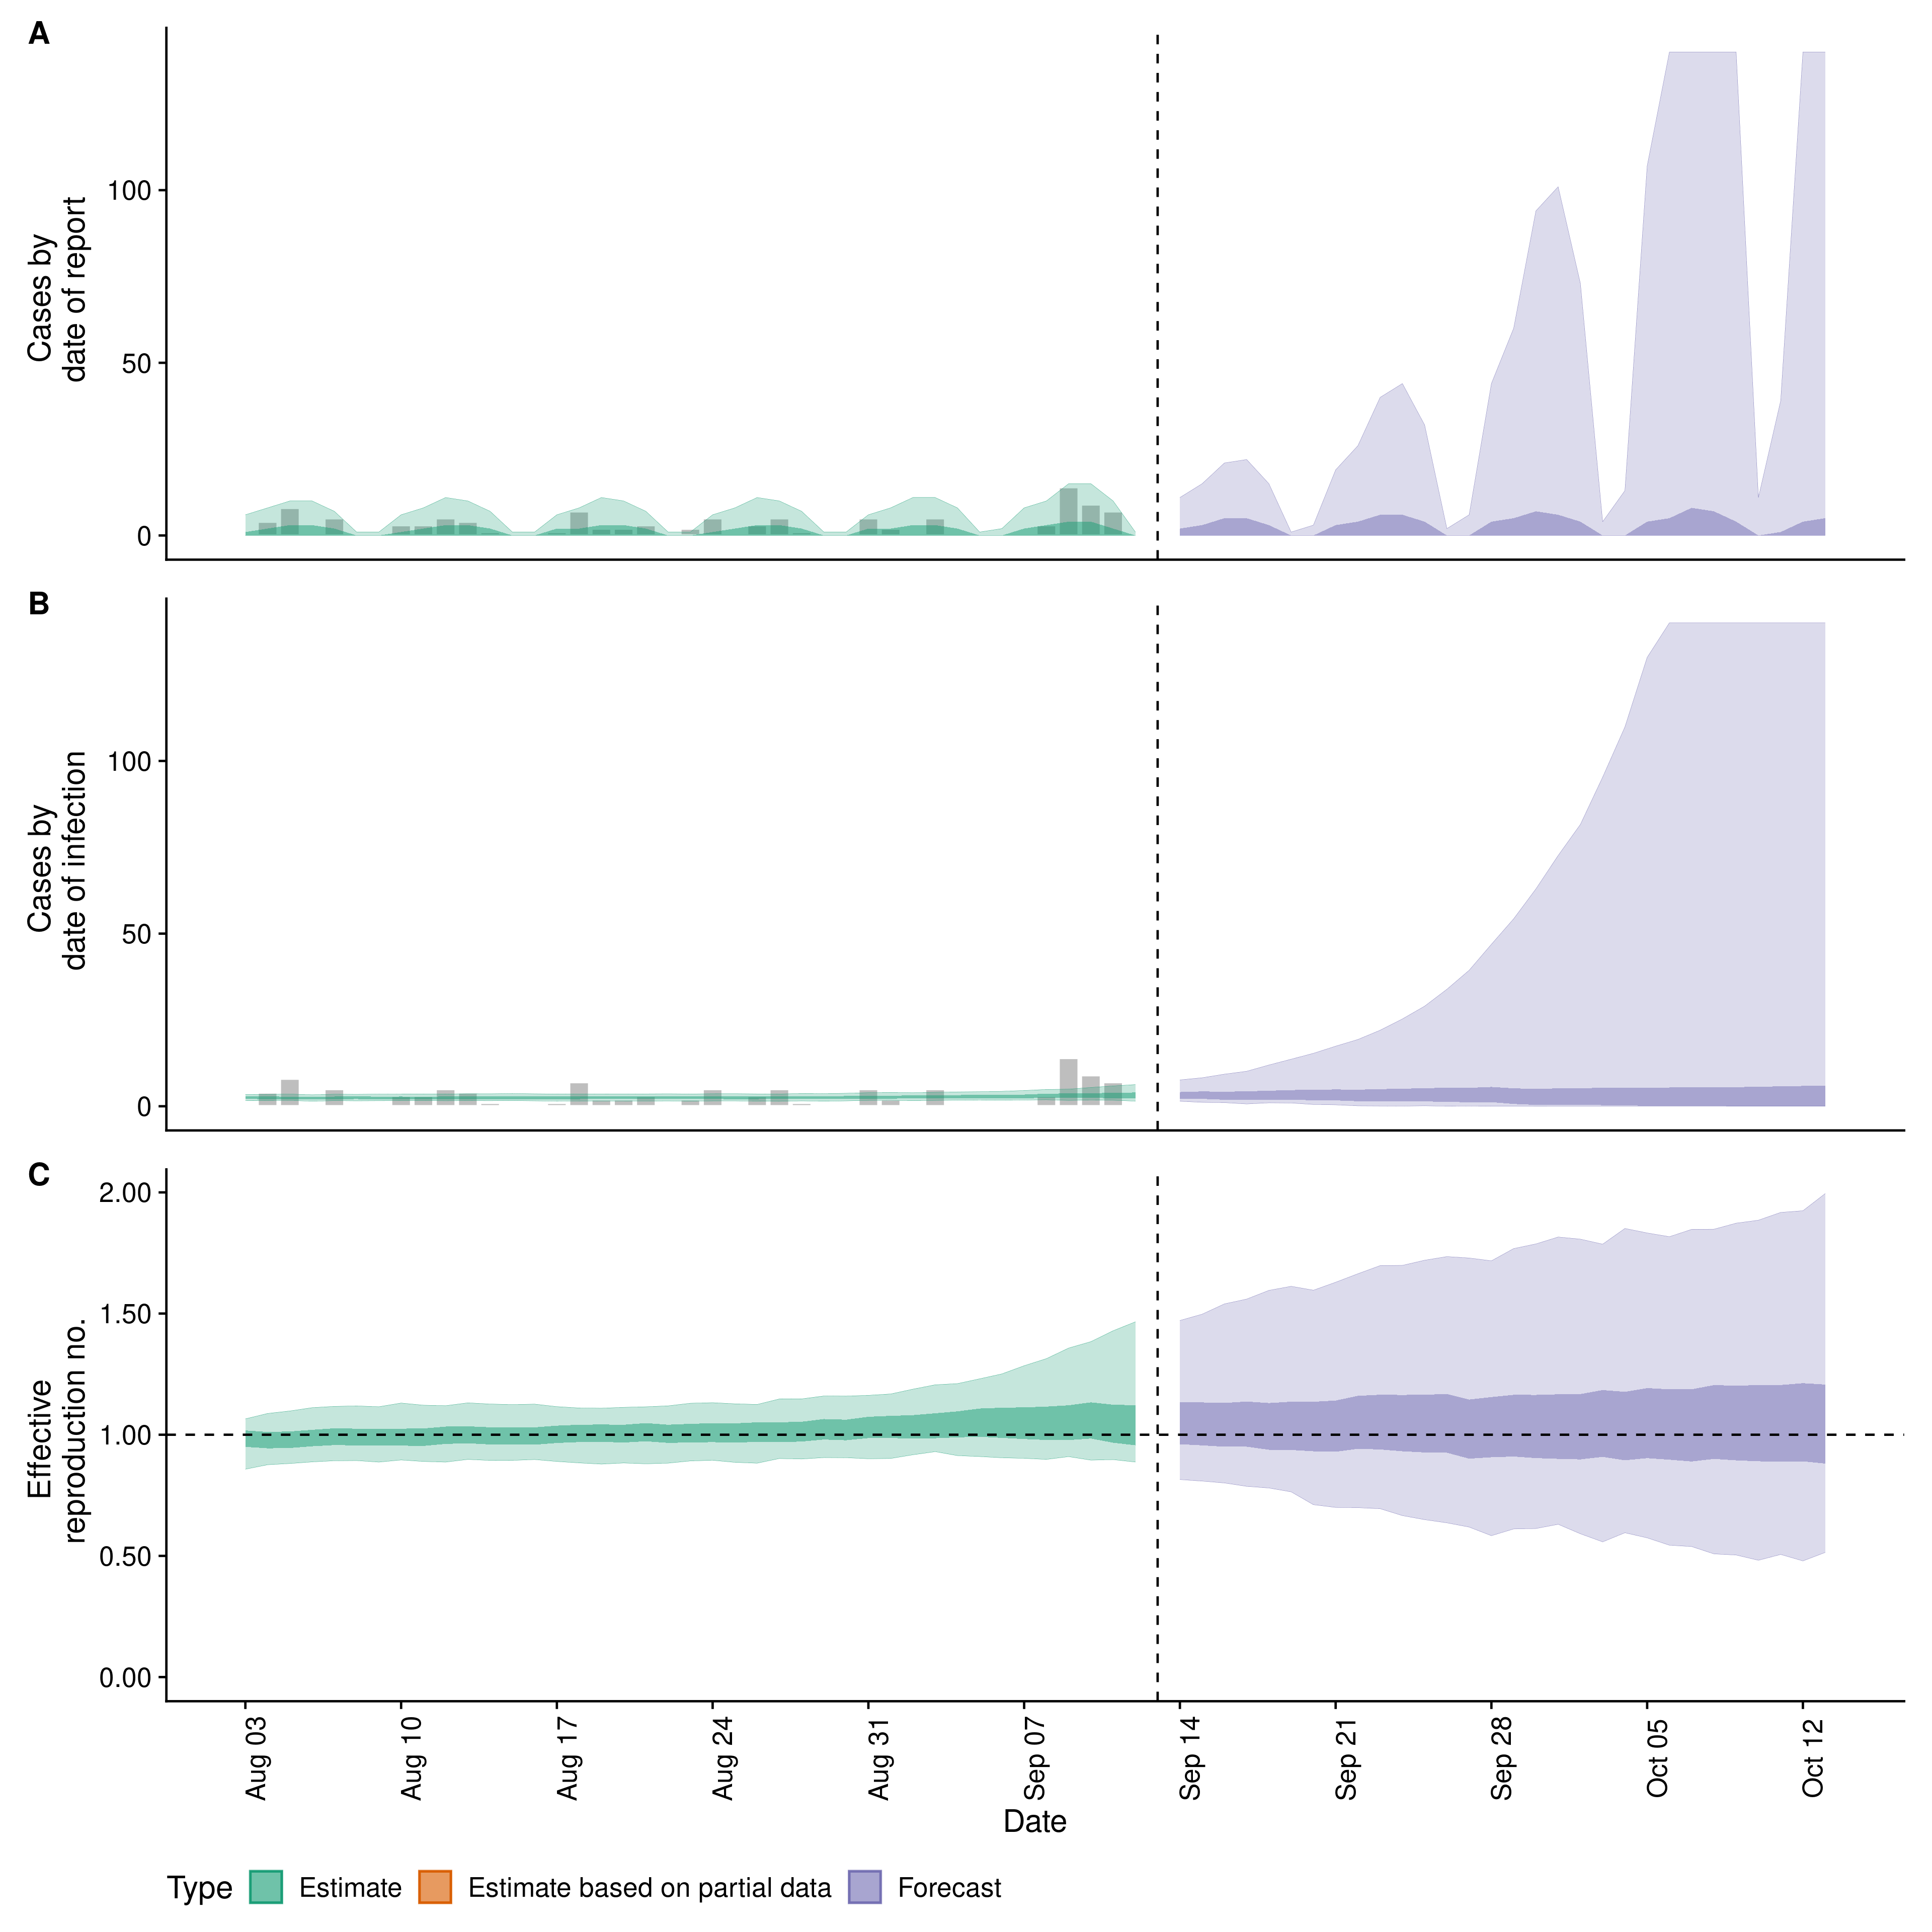 A
Cases by
date of report
100
50
0
B
Cases by
date of infection
100
50
0
C
Effective
reproduction no.
2.00
1.50
1.00
0.50
0.00
Aug 03
Aug 10
Aug 17
Aug 24
Aug 31
Sep 07
Sep 14
Sep 21
Sep 28
Oct 05
Oct 12
Date
Type Estimate Estimate based on partial data Forecast